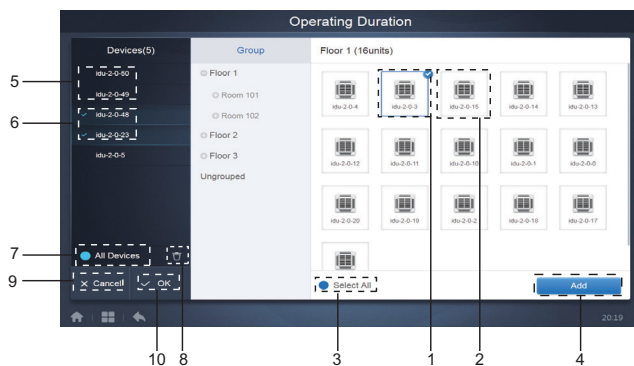 Operating Duration
Devices(5)
Group
Floor 1 (16units)
5
6
7
9
idu-2-0-50
idu-2-0-49
idu-2-0-48
idu-2-0-23
idu-2-0-5
Floor 1
Room 101
Room 102
Floor 2
Floor 3
Ungrouped
idu-2-0-4
idu-2-0-3
idu-2-0-15
idu-2-0-14
idu-2-0-13
idu-2-0-12
idu-2-0-11
idu-2-0-10
idu-2-0-1
idu-2-0-0
idu-2-0-20
idu-2-0-19
idu-2-0-2
idu-2-0-18
idu-2-0-17
All Devices
Cancel
OK
Select All
Add
20:19
10
8
3
1
2
4